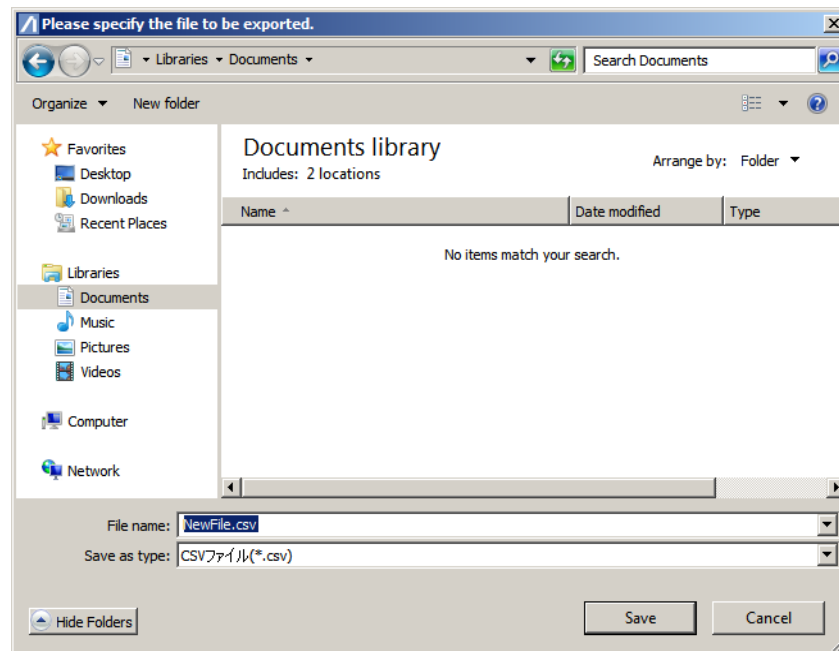 Please specify the file to be exported.
Libraries Documents
Search Documents
Organize New folder
Favorites
Desktop
Downloads
Recent Places
Libraries
Documents
Music
Pictures
Videos
Computer
Network
Documents library
Includes: 2 locations
Arrange by: Folder
Name Date modified Type
No items match your search.
File name: NewFile.csv
Save as type: CSVファイル(*.csv)
Hide Folders Save Cancel